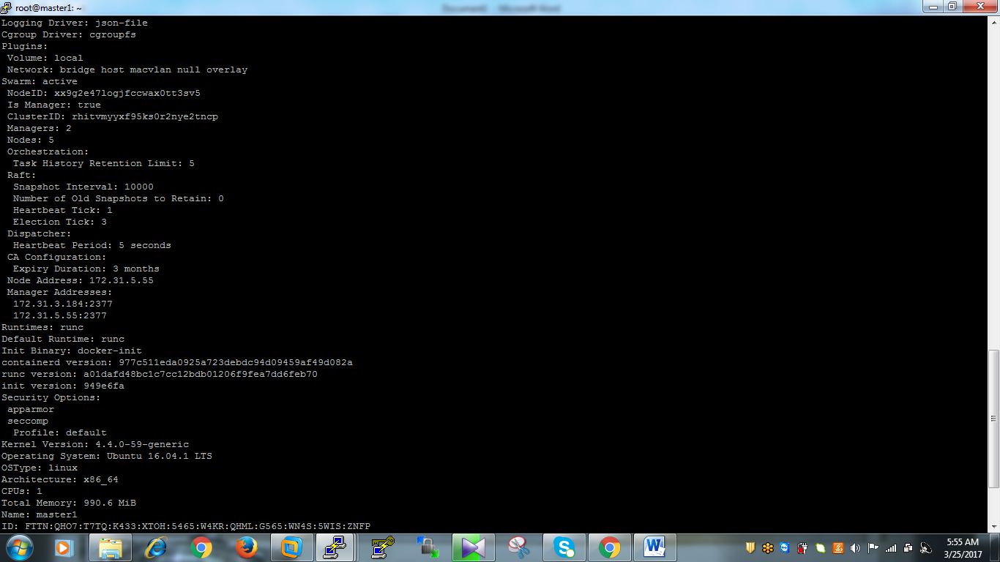 root@master1: ~
Document1 - Microsoft Word
Logging Driver: json-file
Cgroup Driver: cgroupfs
Plugins:
 Volume: local
 Network: bridge host macvlan null overlay
Swarm: active
 NodeID: xx9g2e47logjfccwax0tt3sv5
 Is Manager: true
 ClusterID: rhitvmyyxf95ks0r2nye2tncp
 Managers: 2
 Nodes: 5
 Orchestration:
  Task History Retention Limit: 5
 Raft:
  Snapshot Interval: 10000
  Number of Old Snapshots to Retain: 0
  Heartbeat Tick: 1
  Election Tick: 3
 Dispatcher:
  Heartbeat Period: 5 seconds
 CA Configuration:
  Expiry Duration: 3 months
 Node Address: 172.31.5.55
 Manager Addresses:
  172.31.3.184:2377
  172.31.5.55:2377
Runtimes: runc
Default Runtime: runc
Init Binary: docker-init
containerd version: 977c511eda0925a723debdc94d09459af49d082a
runc version: a01dafd48bc1c7cc12bdb01206f9fea7dd6feb70
init version: 949e6fa
Security Options:
 apparmor
 seccomp
  Profile: default
Kernel Version: 4.4.0-59-generic
Operating System: Ubuntu 16.04.1 LTS
OSType: linux
Architecture: x86_64
CPUs: 1
Total Memory: 990.6 MiB
Name: master1
ID: FTTN:QHO7:T7TQ:K433:XTOH:5465:W4KR:QHML:G565:WN4S:5WIS:ZNFP
5:55 AM
3/25/2017